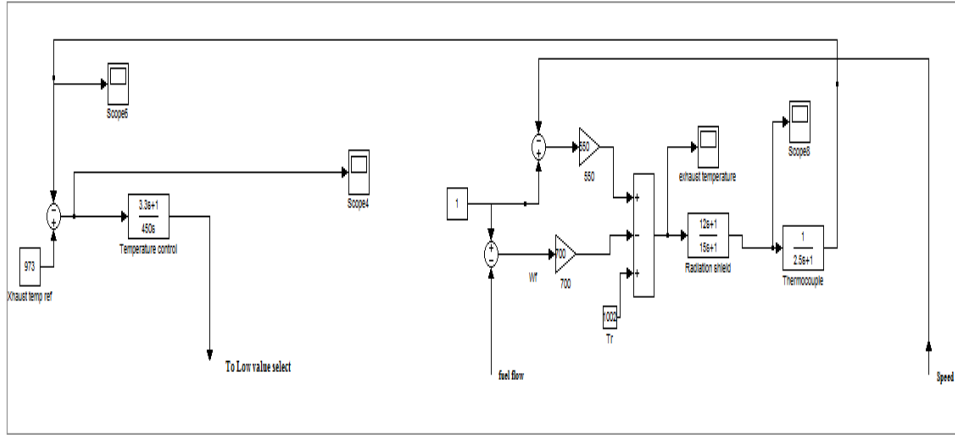 Scope5
Scope4
3.3s+1
450s
Temperature control
973
Xhaust temp ref
To Low value select
1
550
550
700
700
Wf
fuel flow
1002
Tr
exhaust temperature
12s+1
15s+1
Radiation shield
Scope6
1
2.5s+1
Thermocouple
Speed